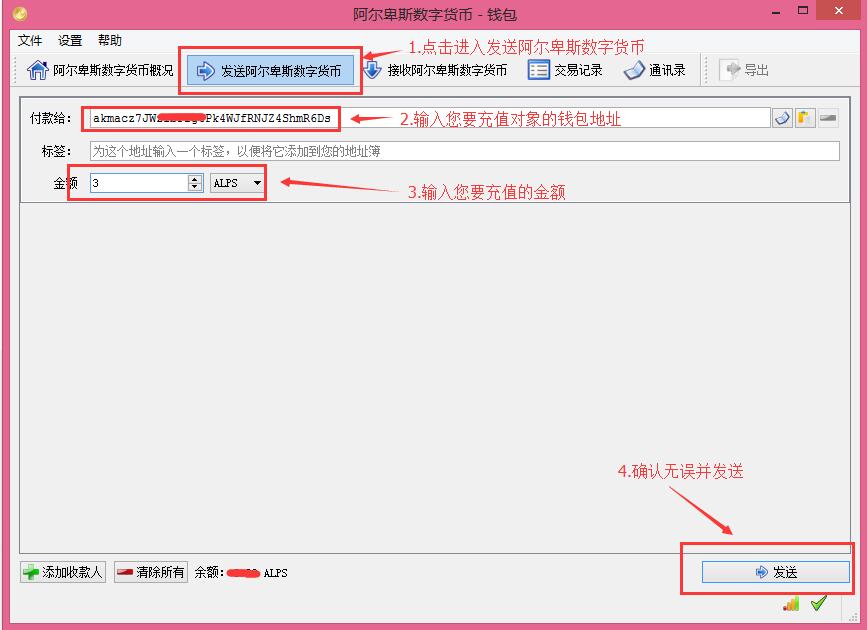 阿尔卑斯数字货币 - 钱包
文件 设置 帮助
1.点击进入发送阿尔卑斯数字货币
阿尔卑斯数字货币概况 发送阿尔卑斯数字货币 接收阿尔卑斯数字货币 交易记录 通讯录 导出
付款给: akmacz7JW Pk4WJfRNJZ4ShmR6Ds
2.输入您要充值对象的钱包地址
标签: 为这个地址输入一个标签，以便将它添加到您的地址簿
金额 3 ALPS
3.输入您要充值的金额
4.确认无误并发送
添加收款人 清除所有 余额: ALPS 发送